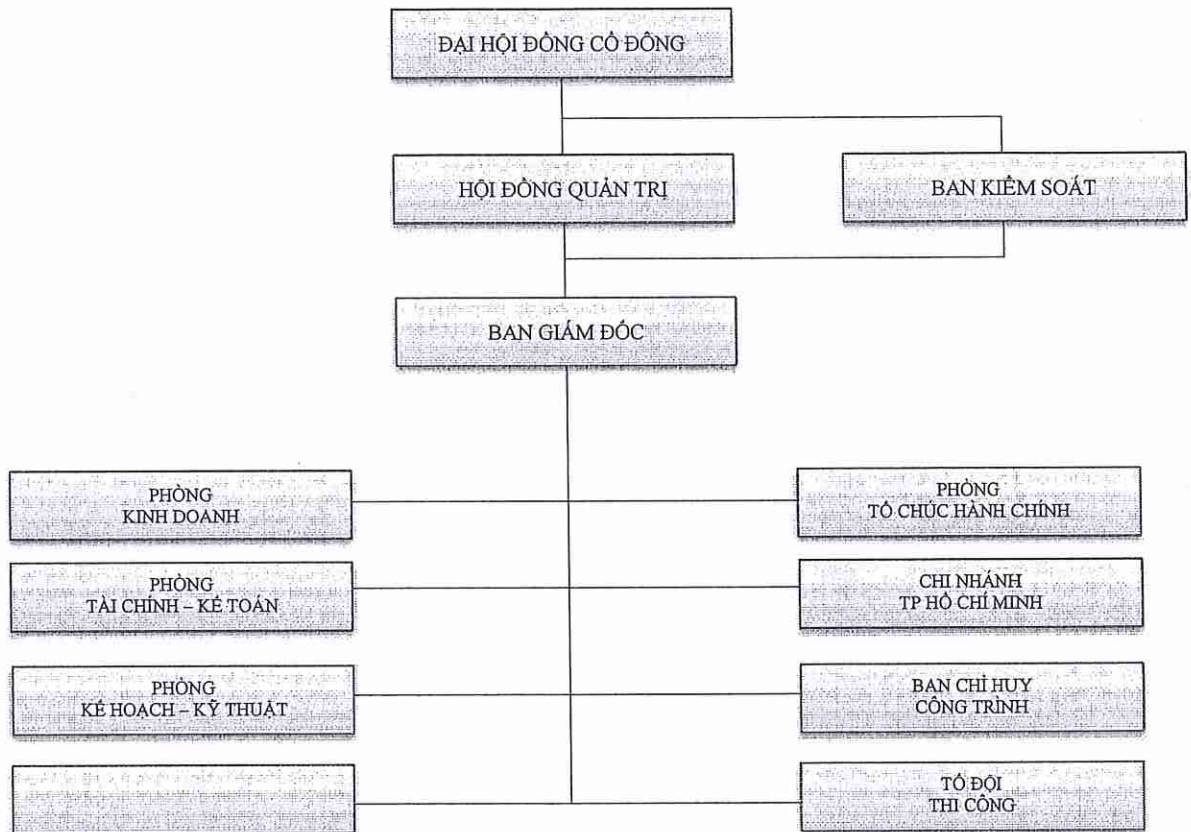 ĐẠI HỘI ĐỒNG CỔ ĐÔNG
HỘI ĐỒNG QUẢN TRỊ
BAN KIỂM SOÁT
BAN GIÁM ĐỐC
PHÒNG
KINH DOANH
PHÒNG
TỔ CHỨC HÀNH CHÍNH
PHÒNG
TÀI CHÍNH – KẾ TOÁN
CHI NHÁNH
TP HỒ CHÍ MINH
PHÒNG
KẾ HOẠCH – KỸ THUẬT
BAN CHỈ HUY
CÔNG TRÌNH
TỔ ĐỘI
THI CÔNG